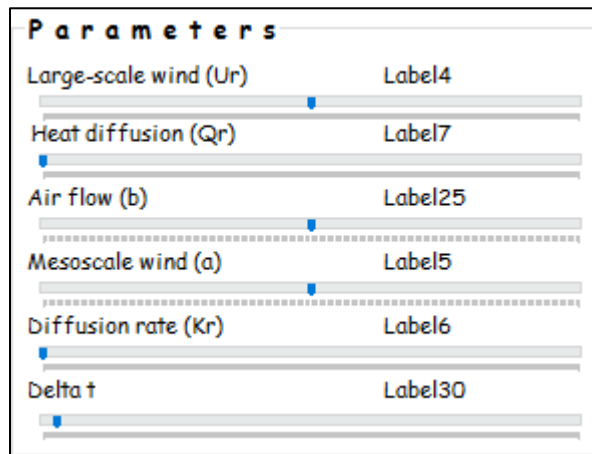 Parameters
Large-scale wind (Ur) Label4
Heat diffusion (Qr) Label7
Air flow (b) Label25
Mesoscale wind (a) Label5
Diffusion rate (Kr) Label6
Delta t Label30